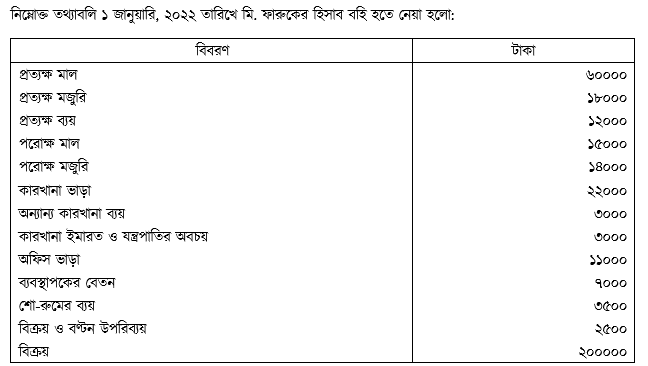 নিম্নোক্ত তথ্যাবলি ১ জানুয়ারি, ২০২২ তারিখে মি. ফারুকের হিসাব বহি হতে নেয়া হলো:
বিবরণ টাকা
প্রত্যক্ষ মাল ৬০০০০
প্রত্যক্ষ মজুরি ১৮০০০
প্রত্যক্ষ ব্যয় ১২০০০
পরোক্ষ মাল ১৫০০০
পরোক্ষ মজুরি ১৪০০০
কারখানা ভাড়া ২২০০০
অন্যান্য কারখানা ব্যয় ৩০০০
কারখানা ইমারত ও যন্ত্রপাতির অবচয় ৩০০০
অফিস ভাড়া ১১০০০
ব্যবস্থাপকের বেতন ৭০০০
শো-রুমের ব্যয় ৩৫০০
বিক্রয় ও বণ্টন উপরিব্যয় ২৫০০
বিক্রয় ২০০০০০